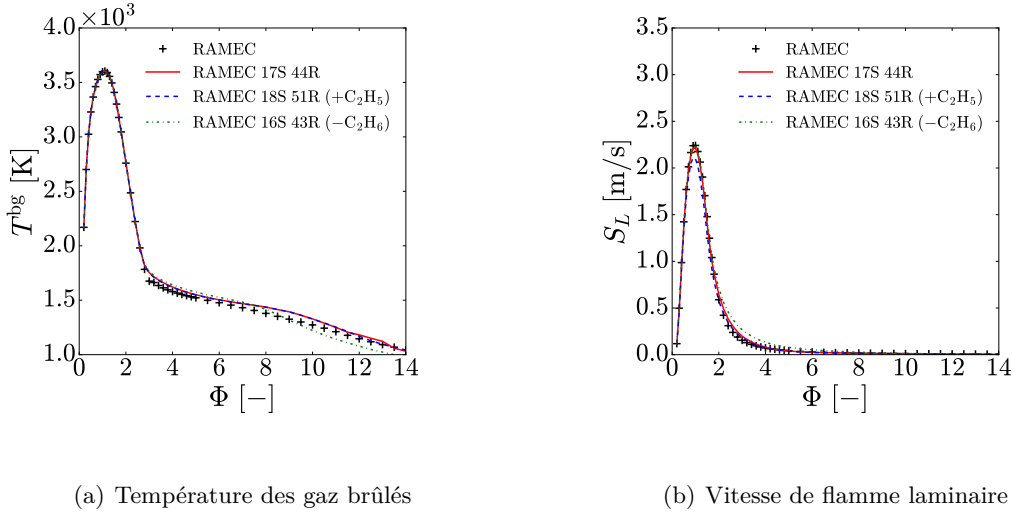 4.0 ×10³
3.6
3.0
2.5
2.0
1.5
1.0
0 2 4 6 8 10 12 14
T^bg [K]
Φ [−]
RAMEC
RAMEC 17S 44R
RAMEC 18S 51R (+C₂H₅)
RAMEC 16S 43R (−C₂H₆)
(a) Température des gaz brûlés
3.5
3.0
2.5
2.0
1.5
1.0
0.5
0.0
0 2 4 6 8 10 12 14
S_L [m/s]
Φ [−]
RAMEC
RAMEC 17S 44R
RAMEC 18S 51R (+C₂H₅)
RAMEC 16S 43R (−C₂H₆)
(b) Vitesse de flamme laminaire